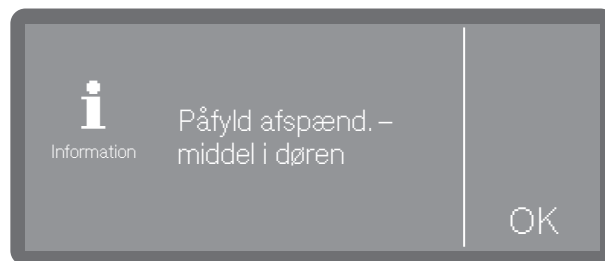 Information
Påfyld afspænd. –
middel i døren
OK